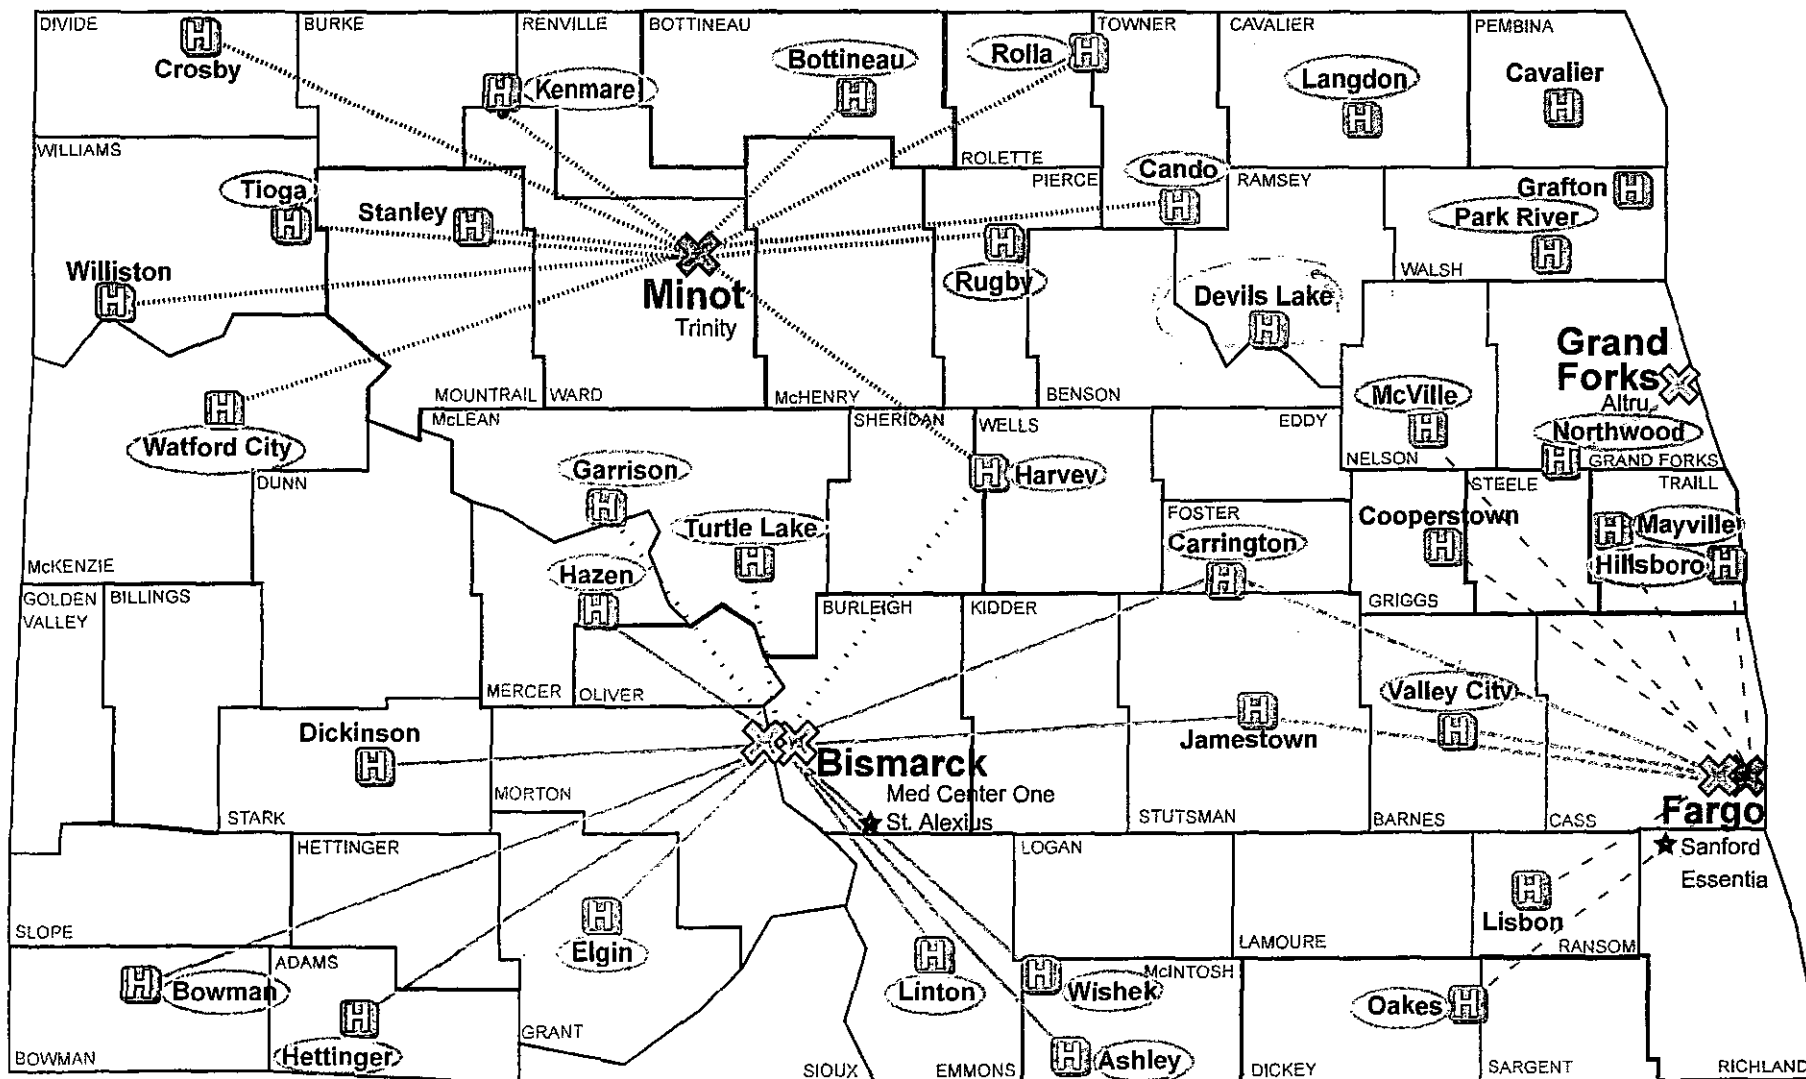 DIVIDE
BURKE
RENVILLE
BOTTINEAU
TOWNER
CAVALIER
PEMBINA
H
Crosby
H
Kenmare
Bottineau
H
Rolla
H
Langdon
H
Cavalier
H
WILLIAMS
ROLETTE
PIERCE
Cando
H
RAMSEY
Grafton
H
Park River
H
WALSH
Tioga
H
Stanley
H
Williston
H
Minot
Trinity
H
Rugby
Devils Lake
H
Grand
Forks
Altru
McVille
H
Northwood
H
NELSON
GRAND FORKS
H
Watford City
MOUNTRAIL
WARD
McHENRY
BENSON
McLEAN
SHERIDAN
WELLS
EDDY
DUNN
Garrison
H
H
Harvey
STEELE
TRAILL
Turtle Lake
H
FOSTER
Carrington
H
Cooperstown
H
H
Mayville
Hillsboro
H
McKENZIE
Hazen
H
GOLDEN
VALLEY
BILLINGS
BURLEIGH
KIDDER
GRIGGS
MERCER
OLIVER
Valley City
H
Dickinson
H
H
Jamestown
Bismarck
Med Center One
St. Alexius
MORTON
STARK
STUTSMAN
BARNES
CASS
Fargo
Sanford
Essentia
HETTINGER
LOGAN
H
Lisbon
SLOPE
H
Elgin
LAMOURE
RANSOM
ADAMS
H
Bowman
H
Linton
H
Wishek
McINTOSH
Oakes
H
H
Hettinger
GRANT
BOWMAN
SIOUX
EMMONS
H
Ashley
DICKEY
SARGENT
RICHLAND